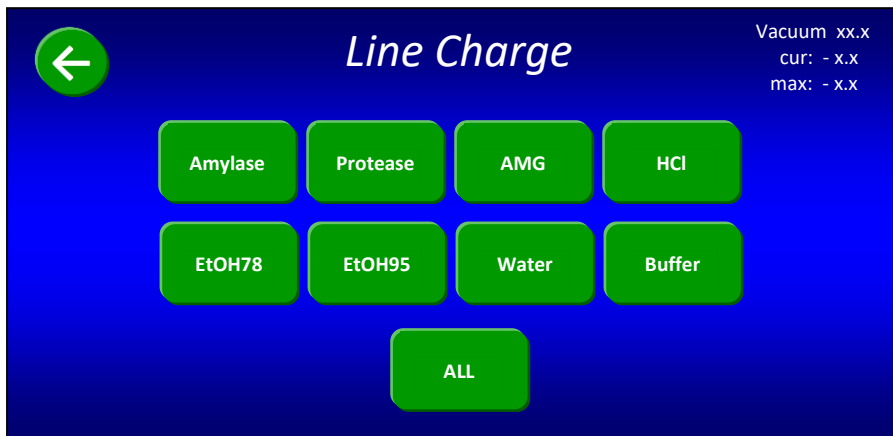 Line Charge
Vacuum xx.x
cur: - x.x
max: - x.x
Amylase
Protease
AMG
HCl
EtOH78
EtOH95
Water
Buffer
ALL